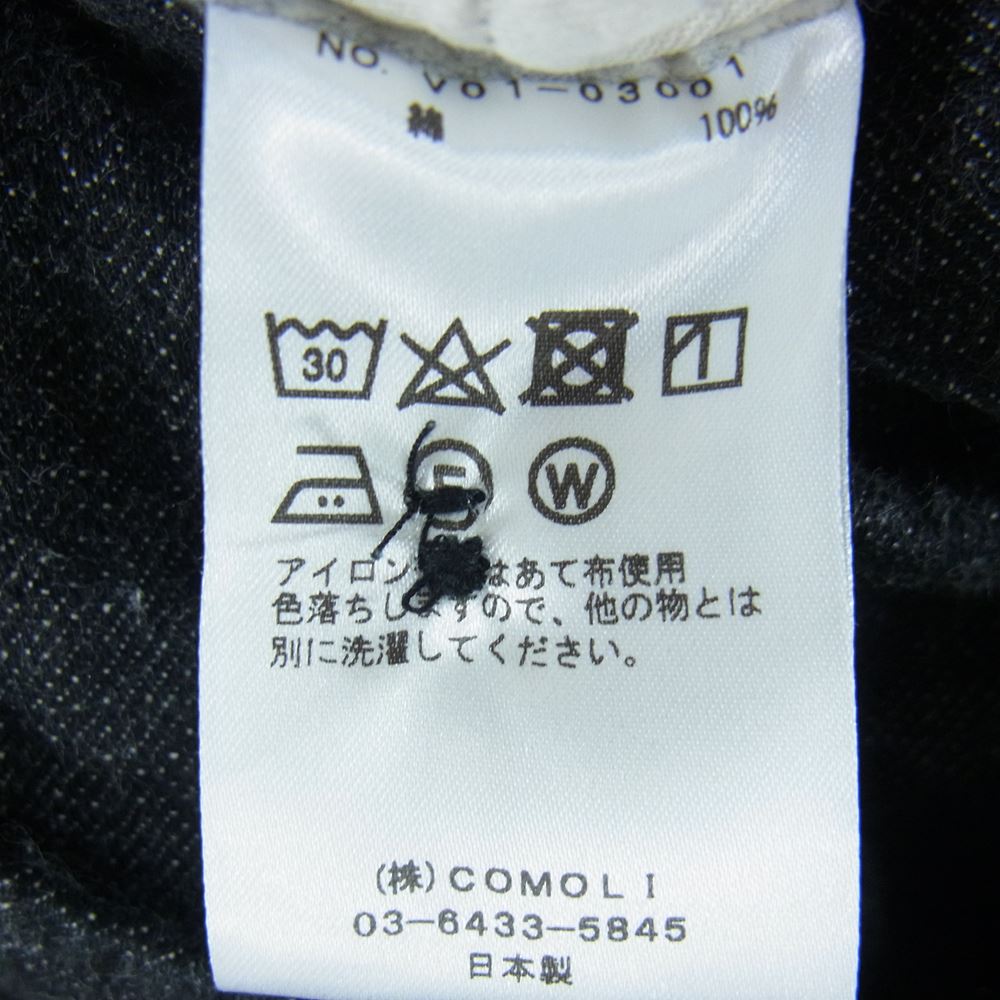 NO. V01-03001
綿 100%
30
W
アイロン はあて布使用
色落ちしますので、他の物とは
別に洗濯してください。
(株)COMOLI
03-6433-5845
日本製